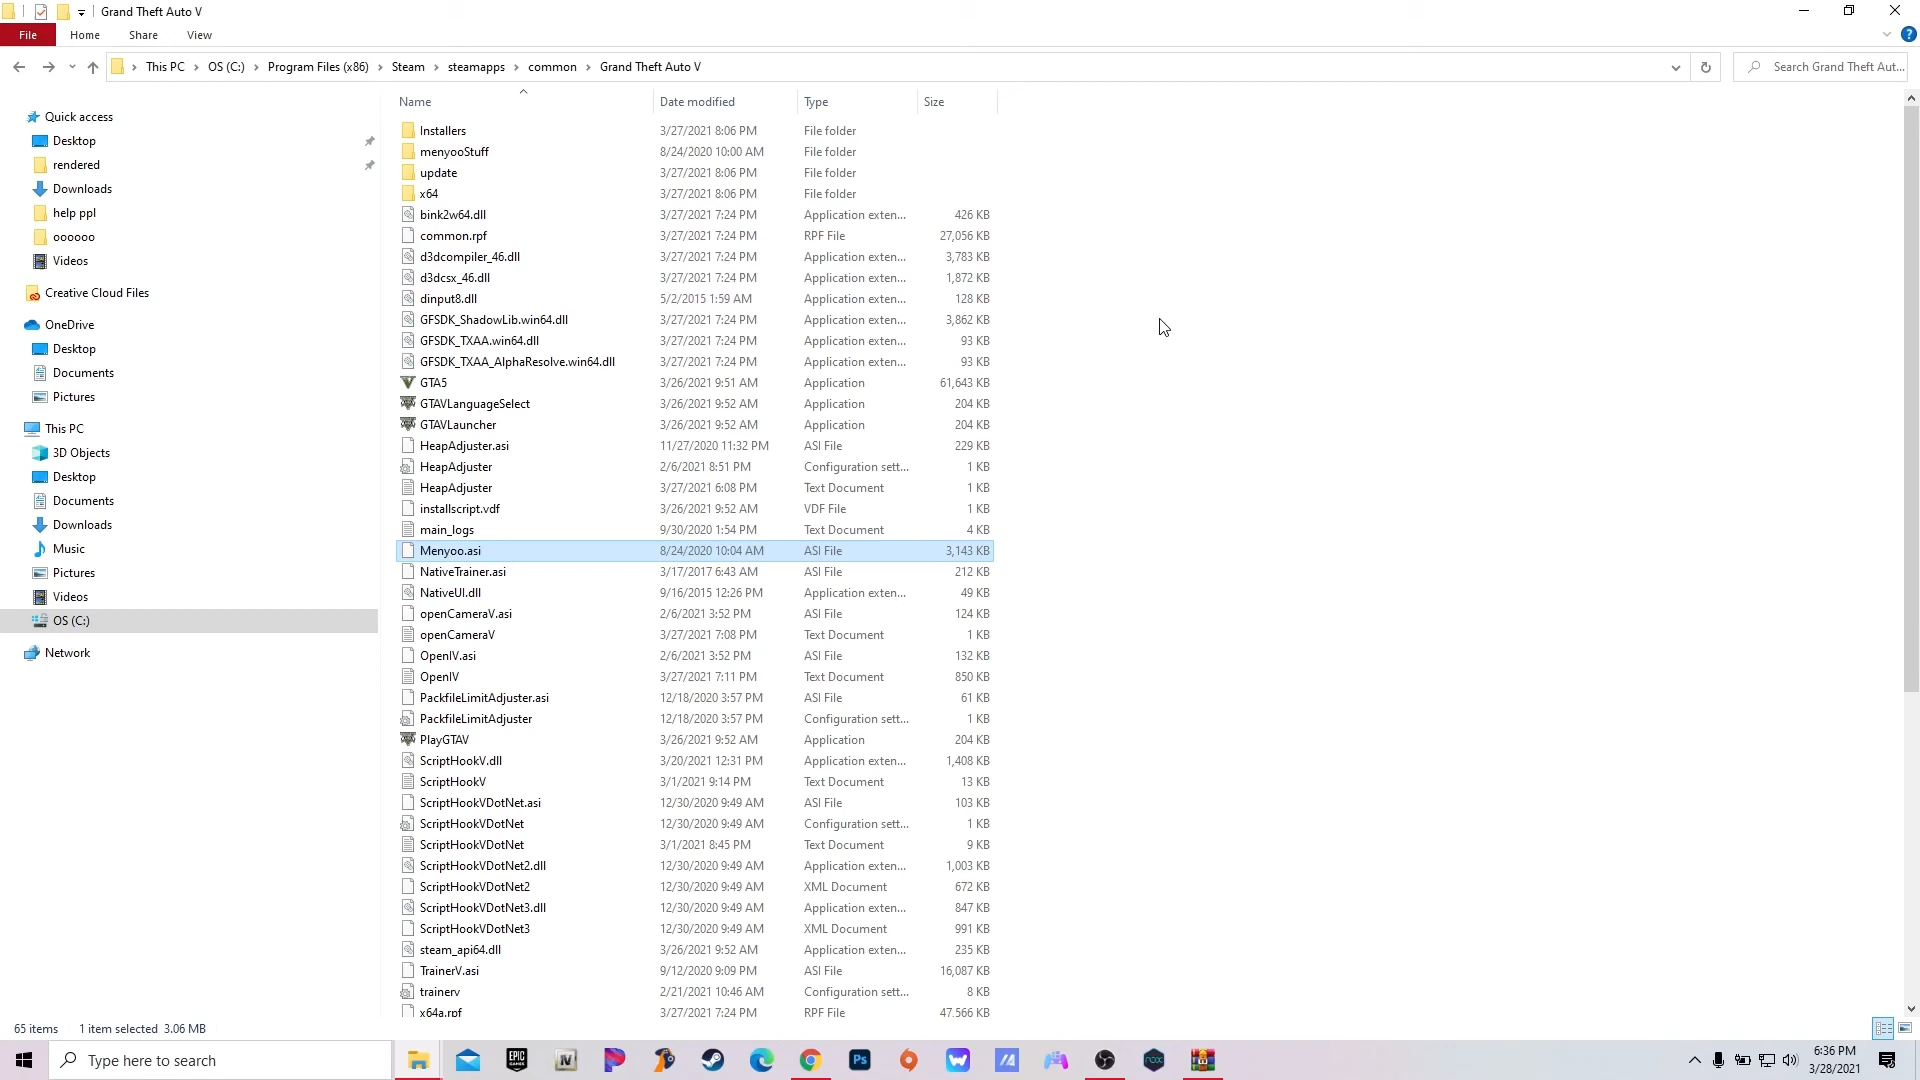 Grand Theft Auto V
File Home Share View
This PC OS (C:) Program Files (x86) Steam steamapps common Grand Theft Auto V Search Grand Theft Aut...
Name Date modified Type Size
Quick access
Desktop
rendered
Downloads
help ppl
oooooo
Videos
Creative Cloud Files
OneDrive
Desktop
Documents
Pictures
This PC
3D Objects
Desktop
Documents
Downloads
Music
Pictures
Videos
OS (C:)
Network
Installers 3/27/2021 8:06 PM File folder
menyooStuff 8/24/2020 10:00 AM File folder
update 3/27/2021 8:06 PM File folder
x64 3/27/2021 8:06 PM File folder
bink2w64.dll 3/27/2021 7:24 PM Application exten... 426 KB
common.rpf 3/27/2021 7:24 PM RPF File 27,056 KB
d3dcompiler_46.dll 3/27/2021 7:24 PM Application exten... 3,783 KB
d3dcsx_46.dll 3/27/2021 7:24 PM Application exten... 1,872 KB
dinput8.dll 5/2/2015 1:59 AM Application exten... 128 KB
GFSDK_ShadowLib.win64.dll 3/27/2021 7:24 PM Application exten... 3,862 KB
GFSDK_TXAA.win64.dll 3/27/2021 7:24 PM Application exten... 93 KB
GFSDK_TXAA_AlphaResolve.win64.dll 3/27/2021 7:24 PM Application exten... 93 KB
GTA5 3/26/2021 9:51 AM Application 61,643 KB
GTAVLanguageSelect 3/26/2021 9:52 AM Application 204 KB
GTAVLauncher 3/26/2021 9:52 AM Application 204 KB
HeapAdjuster.asi 11/27/2020 11:32 PM ASI File 229 KB
HeapAdjuster 2/6/2021 8:51 PM Configuration sett... 1 KB
HeapAdjuster 3/27/2021 6:08 PM Text Document 1 KB
installscript.vdf 3/26/2021 9:52 AM VDF File 1 KB
main_logs 9/30/2020 1:54 PM Text Document 4 KB
Menyoo.asi 8/24/2020 10:04 AM ASI File 3,143 KB
NativeTrainer.asi 3/17/2017 6:43 AM ASI File 212 KB
NativeUI.dll 9/16/2015 12:26 PM Application exten... 49 KB
openCameraV.asi 2/6/2021 3:52 PM ASI File 124 KB
openCameraV 3/27/2021 7:08 PM Text Document 1 KB
OpenIV.asi 2/6/2021 3:52 PM ASI File 132 KB
OpenIV 3/27/2021 7:11 PM Text Document 850 KB
PackfileLimitAdjuster.asi 12/18/2020 3:57 PM ASI File 61 KB
PackfileLimitAdjuster 12/18/2020 3:57 PM Configuration sett... 1 KB
PlayGTAV 3/26/2021 9:52 AM Application 204 KB
ScriptHookV.dll 3/20/2021 12:31 PM Application exten... 1,408 KB
ScriptHookV 3/1/2021 9:14 PM Text Document 13 KB
ScriptHookVDotNet.asi 12/30/2020 9:49 AM ASI File 103 KB
ScriptHookVDotNet 12/30/2020 9:49 AM Configuration sett... 1 KB
ScriptHookVDotNet 3/1/2021 8:45 PM Text Document 9 KB
ScriptHookVDotNet2.dll 12/30/2020 9:49 AM Application exten... 1,003 KB
ScriptHookVDotNet2 12/30/2020 9:49 AM XML Document 672 KB
ScriptHookVDotNet3.dll 12/30/2020 9:49 AM Application exten... 847 KB
ScriptHookVDotNet3 12/30/2020 9:49 AM XML Document 991 KB
steam_api64.dll 3/26/2021 9:52 AM Application exten... 235 KB
TrainerV.asi 9/12/2020 9:09 PM ASI File 16,087 KB
trainerv 2/21/2021 10:46 AM Configuration sett... 8 KB
x64a.rpf 3/27/2021 7:24 PM RPF File 47,566 KB
65 items 1 item selected 3.06 MB
Type here to search
EPIC GAMES
IV
Ps
nox
6:36 PM
3/28/2021